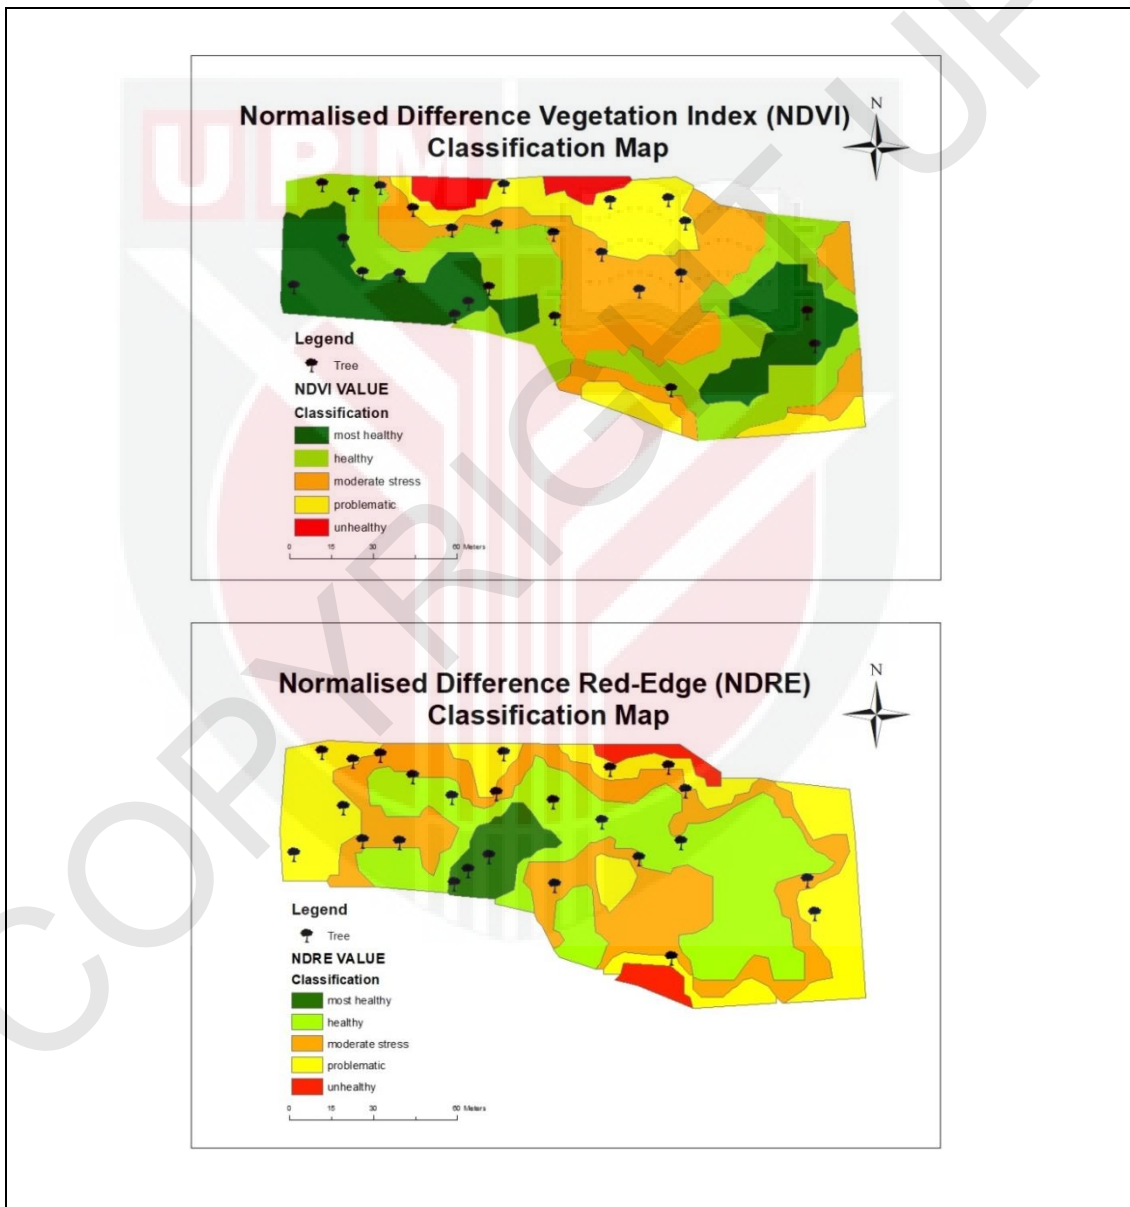 UPM
COPYRIGHT UP
Normalised Difference Vegetation Index (NDVI)
Classification Map
N
Legend
Tree
NDVI VALUE
Classification
most healthy
healthy
moderate stress
problematic
unhealthy
0 15 30 60 Meters
Normalised Difference Red-Edge (NDRE)
Classification Map
N
Legend
Tree
NDRE VALUE
Classification
most healthy
healthy
moderate stress
problematic
unhealthy
0 15 30 60 Meters